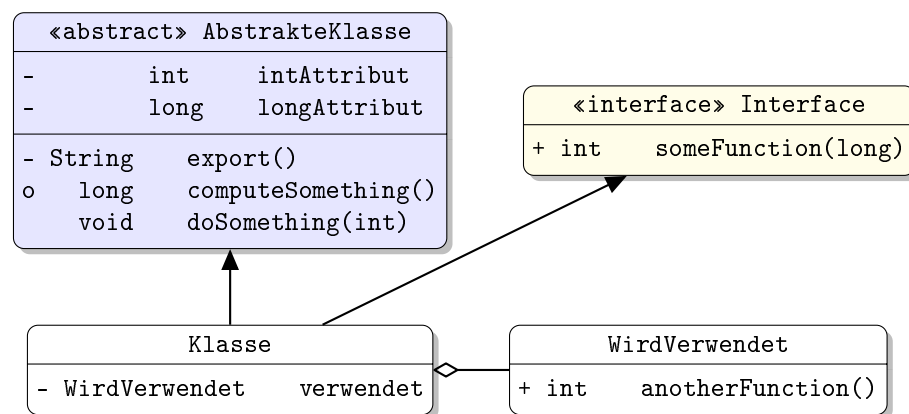 «abstract» AbstrakteKlasse
- int intAttribut
- long longAttribut
- String export()
o long computeSomething()
void doSomething(int)
«interface» Interface
+ int someFunction(long)
Klasse
- WirdVerwendet verwendet
WirdVerwendet
+ int anotherFunction()